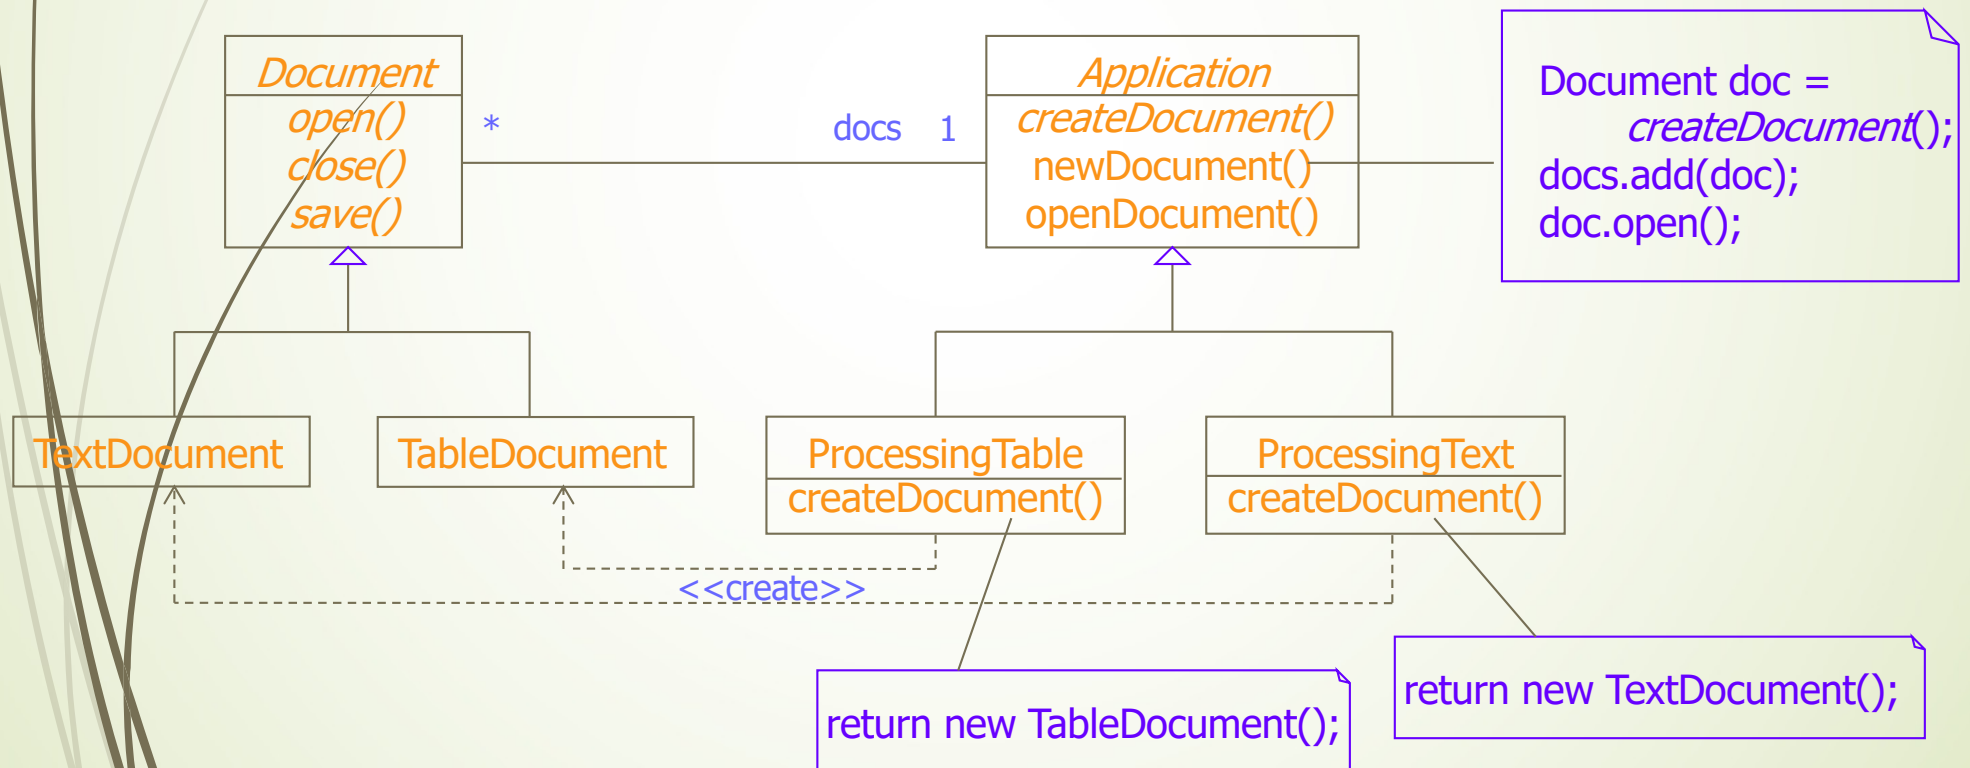 Document
open()
close()
save()
*
docs 1
Application
createDocument()
newDocument()
openDocument()
Document doc =
createDocument();
docs.add(doc);
doc.open();
TextDocument
TableDocument
ProcessingTable
createDocument()
ProcessingText
createDocument()
<<create>>
return new TableDocument();
return new TextDocument();